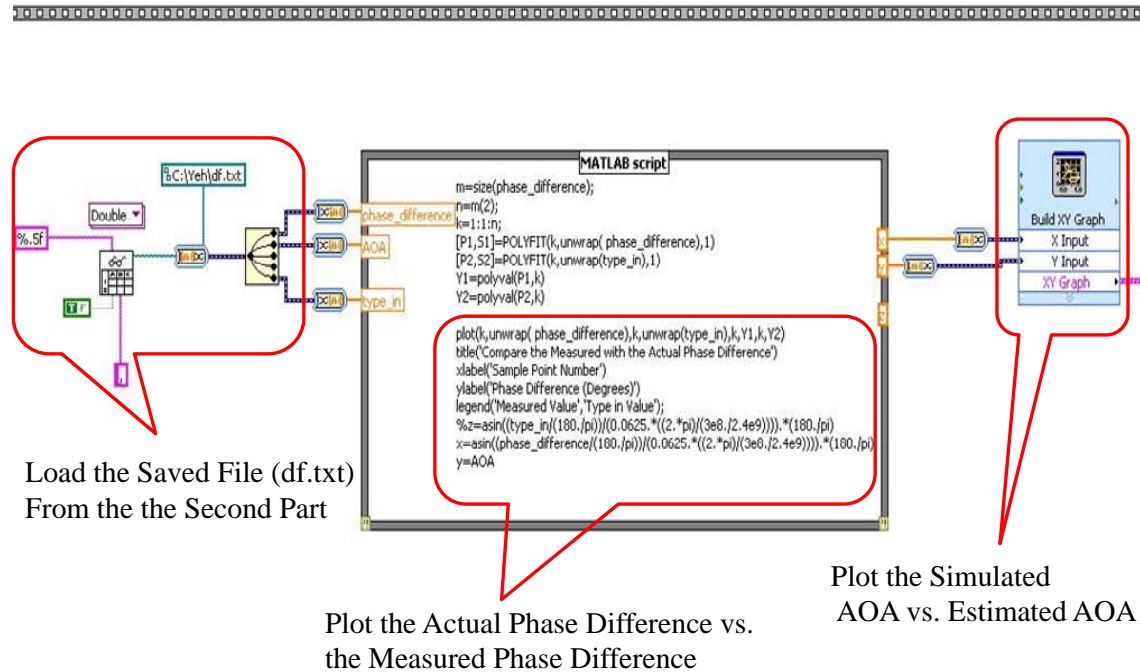 C:\Yeh\df.txt
Double
%.5f
T F
,
phase_difference
AOA
type_in
MATLAB script
m=size(phase_difference);
n=m(2);
k=1:1:n;
[P1,S1]=POLYFIT(k,unwrap( phase_difference),1)
[P2,S2]=POLYFIT(k,unwrap(type_in),1)
Y1=polyval(P1,k)
Y2=polyval(P2,k)
plot(k,unwrap( phase_difference),k,unwrap(type_in),k,Y1,k,Y2)
title('Compare the Measured with the Actual Phase Difference')
xlabel('Sample Point Number')
ylabel('Phase Difference (Degrees)')
legend('Measured Value','Type in Value');
%z=asin((type_in/(180./pi))/(0.0625.*((2.*pi)/(3e8./2.4e9)))).*(180./pi)
x=asin((phase_difference/(180./pi))/(0.0625.*((2.*pi)/(3e8./2.4e9)))).*(180./pi)
y=AOA
Build XY Graph
X Input
Y Input
XY Graph
Load the Saved File (df.txt)
From the the Second Part
Plot the Actual Phase Difference vs.
the Measured Phase Difference
Plot the Simulated
AOA vs. Estimated AOA